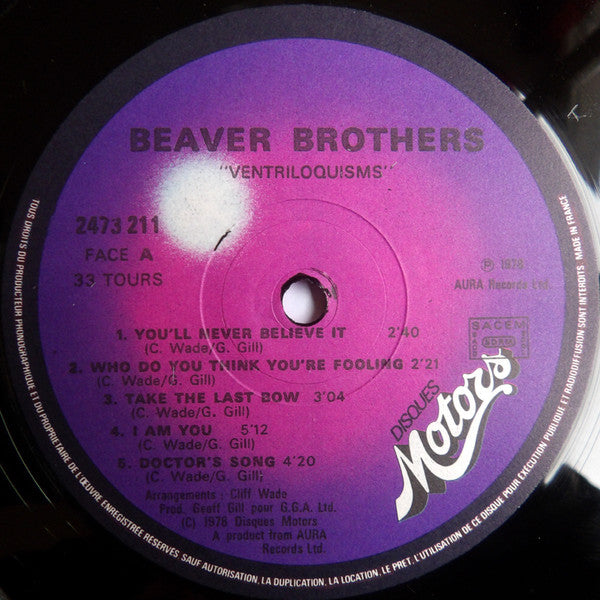 BEAVER BROTHERS
"VENTRILOQUISMS"
2473 211
FACE A
33 TOURS
℗ 1978
AURA Records Ltd.
SACEM
1. YOU'LL NEVER BELIEVE IT 2'40
(C. Wade/G. Gill)
2. WHO DO YOU THINK YOU'RE FOOLING 2'21
(C. Wade/G. Gill)
3. TAKE THE LAST BOW 3'04
(C. Wade/G. Gill)
4. I AM YOU 5'12
(C. Wade/G. Gill)
5. DOCTOR'S SONG 4'20
(C. Wade/G. Gill)
Arrangements : Cliff Wade
Prod. Geoff Gill pour G.G.A. Ltd.
(C) 1978 Disques Motors
A product from AURA
Records Ltd.
DISQUES
Motors
TOUS DROITS DU PRODUCTEUR PHONOGRAPHIQUE ET DU PROPRIETAIRE DE L'ŒUVRE ENREGISTREE RESERVES SAUF AUTORISATION, LA DUPLICATION, LA LOCATION, LE PRET, L'UTILISATION DE CE DISQUE POUR EXECUTION PUBLIQUE ET RADIODIFFUSION SONT INTERDITS MADE IN FRANCE